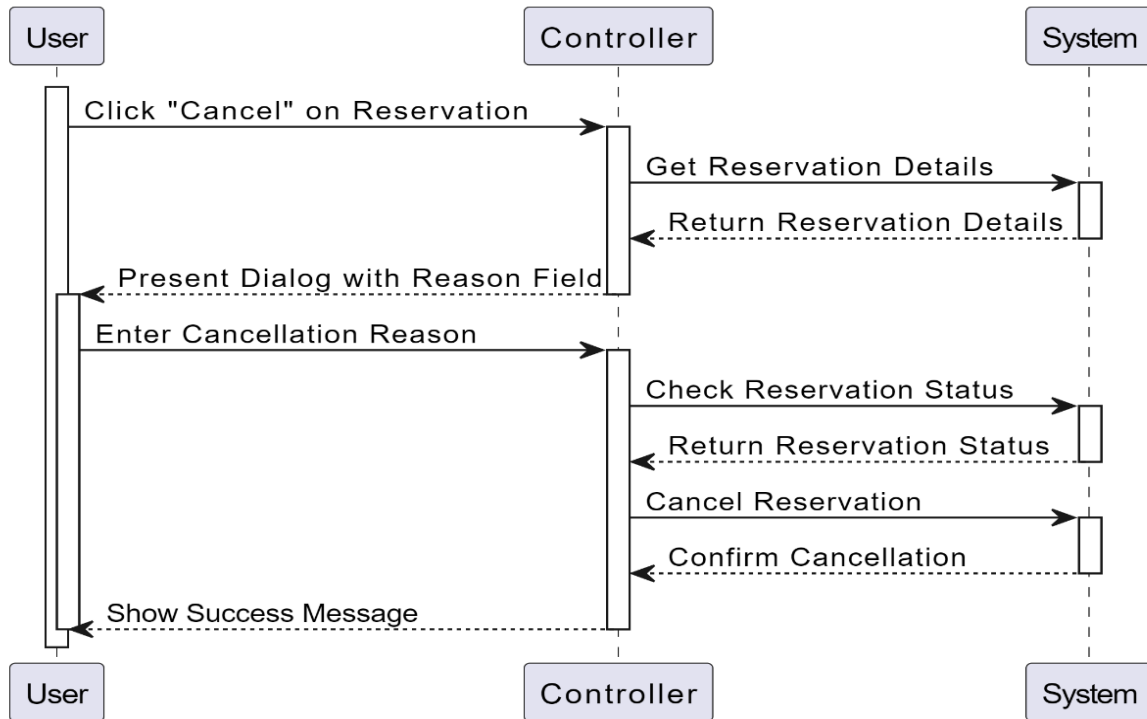 User
Controller
System
Click "Cancel" on Reservation
Get Reservation Details
Return Reservation Details
Present Dialog with Reason Field
Enter Cancellation Reason
Check Reservation Status
Return Reservation Status
Cancel Reservation
Confirm Cancellation
Show Success Message
User
Controller
System